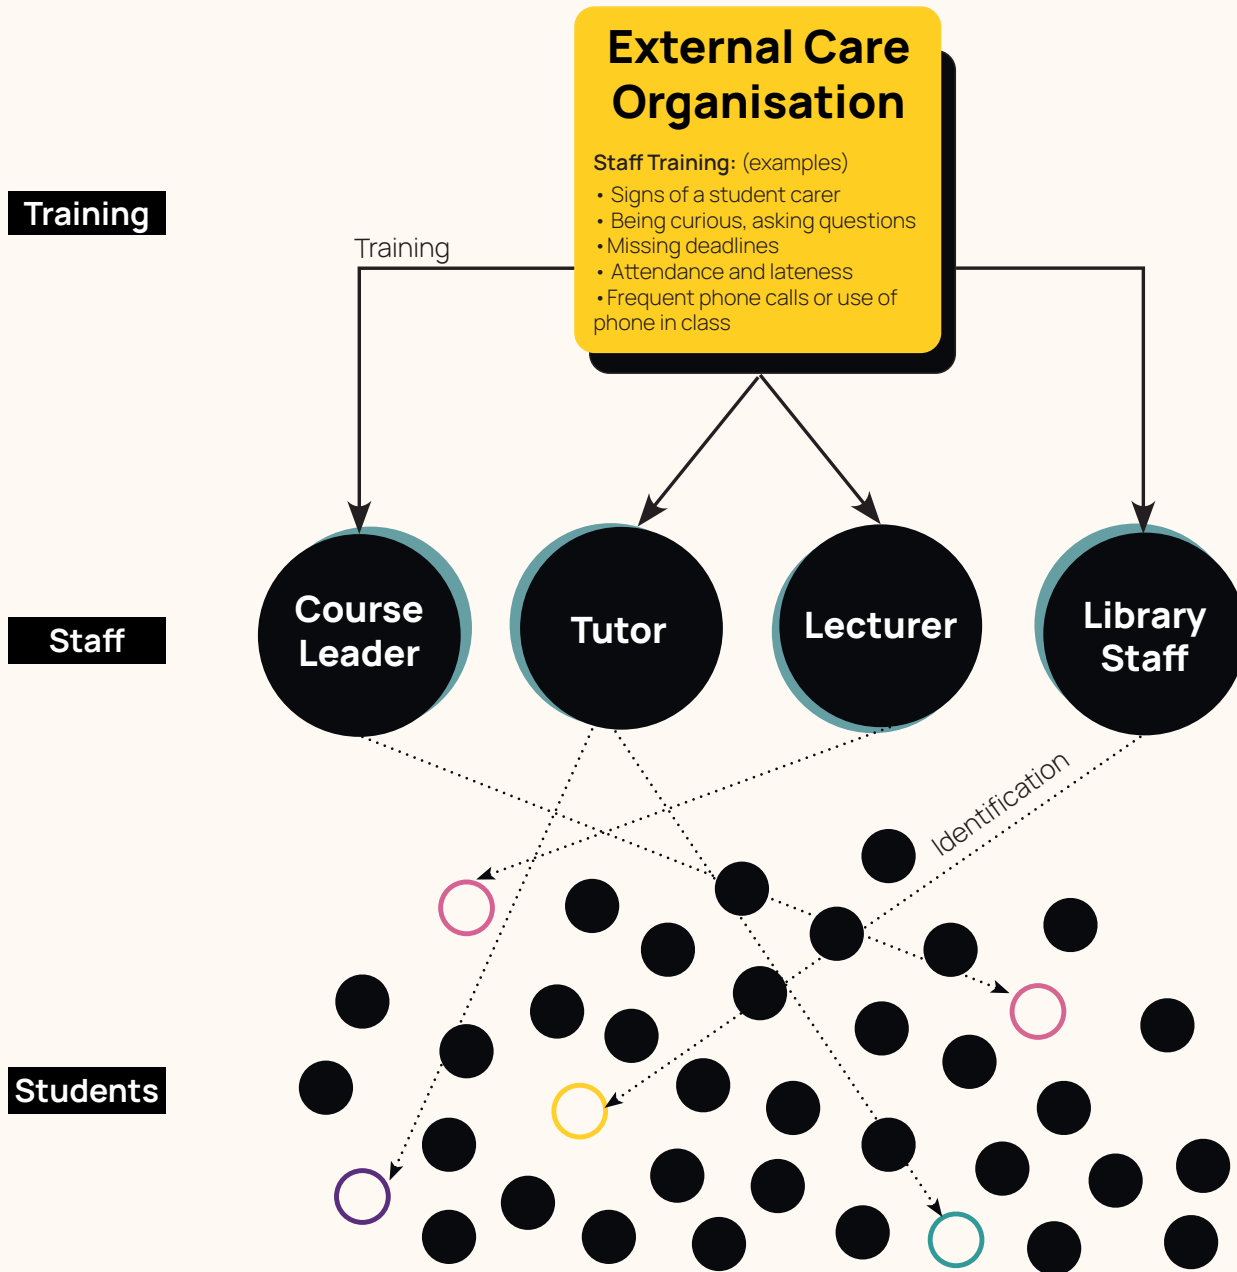 External Care
Organisation
Staff Training: (examples)
• Signs of a student carer
• Being curious, asking questions
•Missing deadlines
• Attendance and lateness
•Frequent phone calls or use of
phone in class
Training
Training
Course
Leader
Tutor
Lecturer
Library
Staff
Staff
Identification
Students